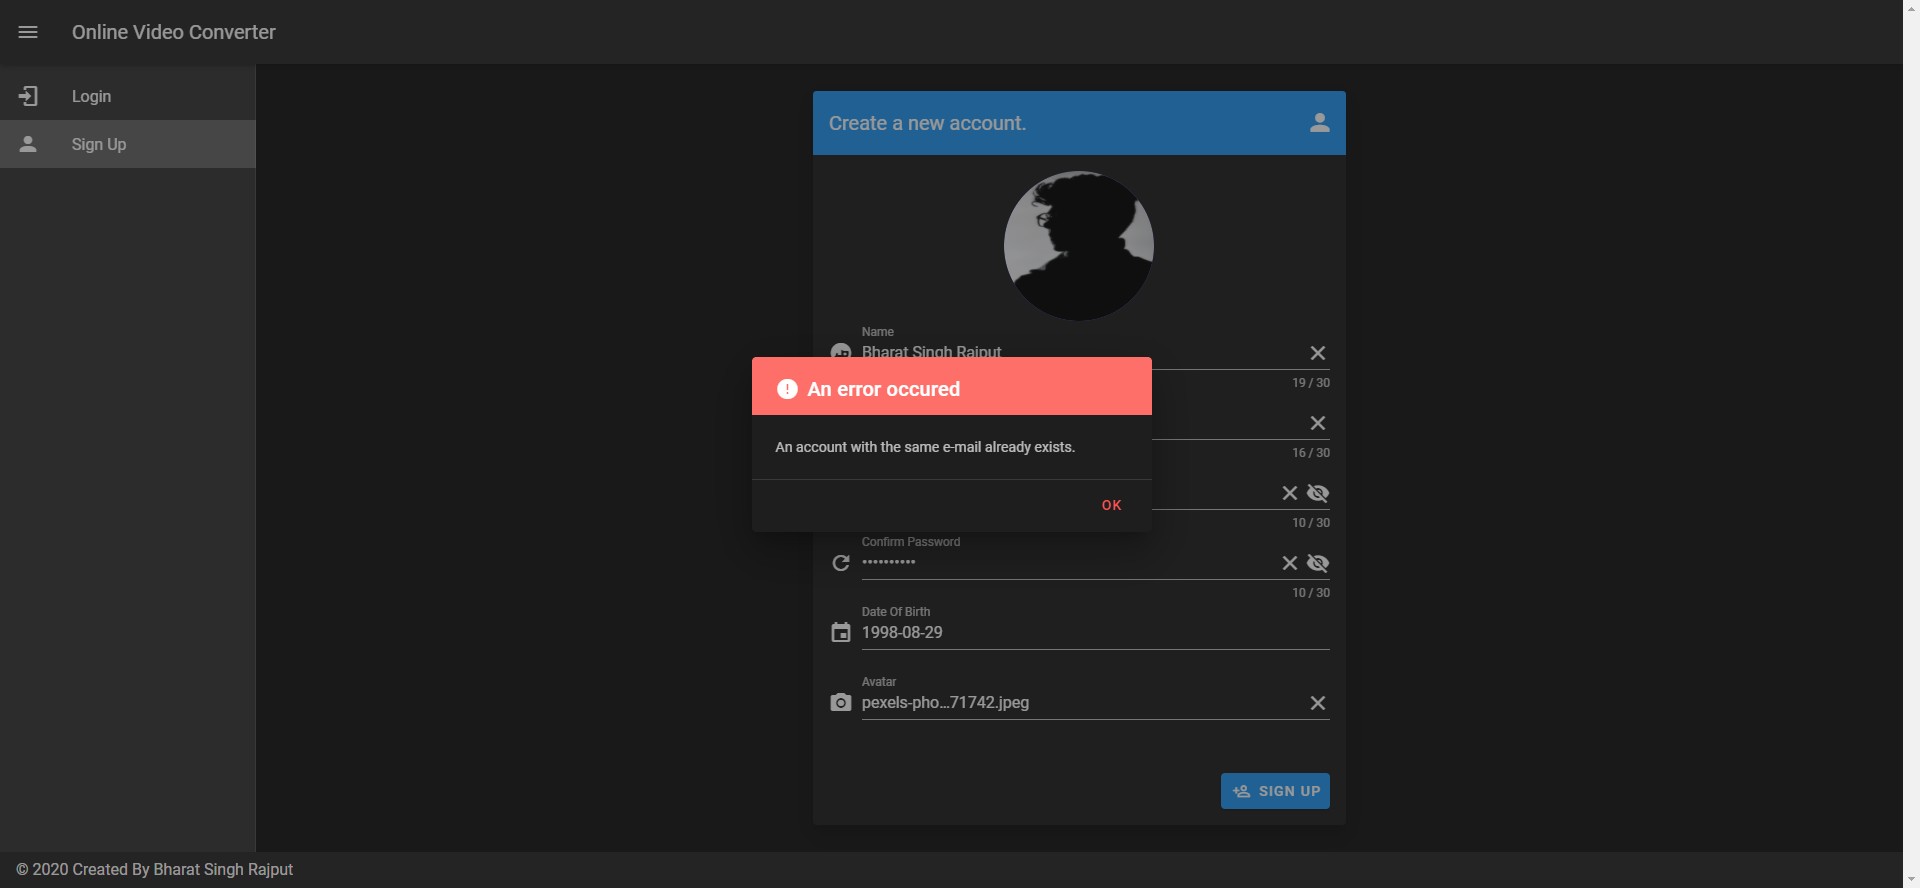 Online Video Converter
Login
Sign Up
Create a new account.
Name
Bharat Singh Rajput
19 / 30
An error occured
An account with the same e-mail already exists.
OK
16 / 30
10 / 30
Confirm Password
••••••••••
10 / 30
Date Of Birth
1998-08-29
Avatar
pexels-pho…71742.jpeg
SIGN UP
© 2020 Created By Bharat Singh Rajput